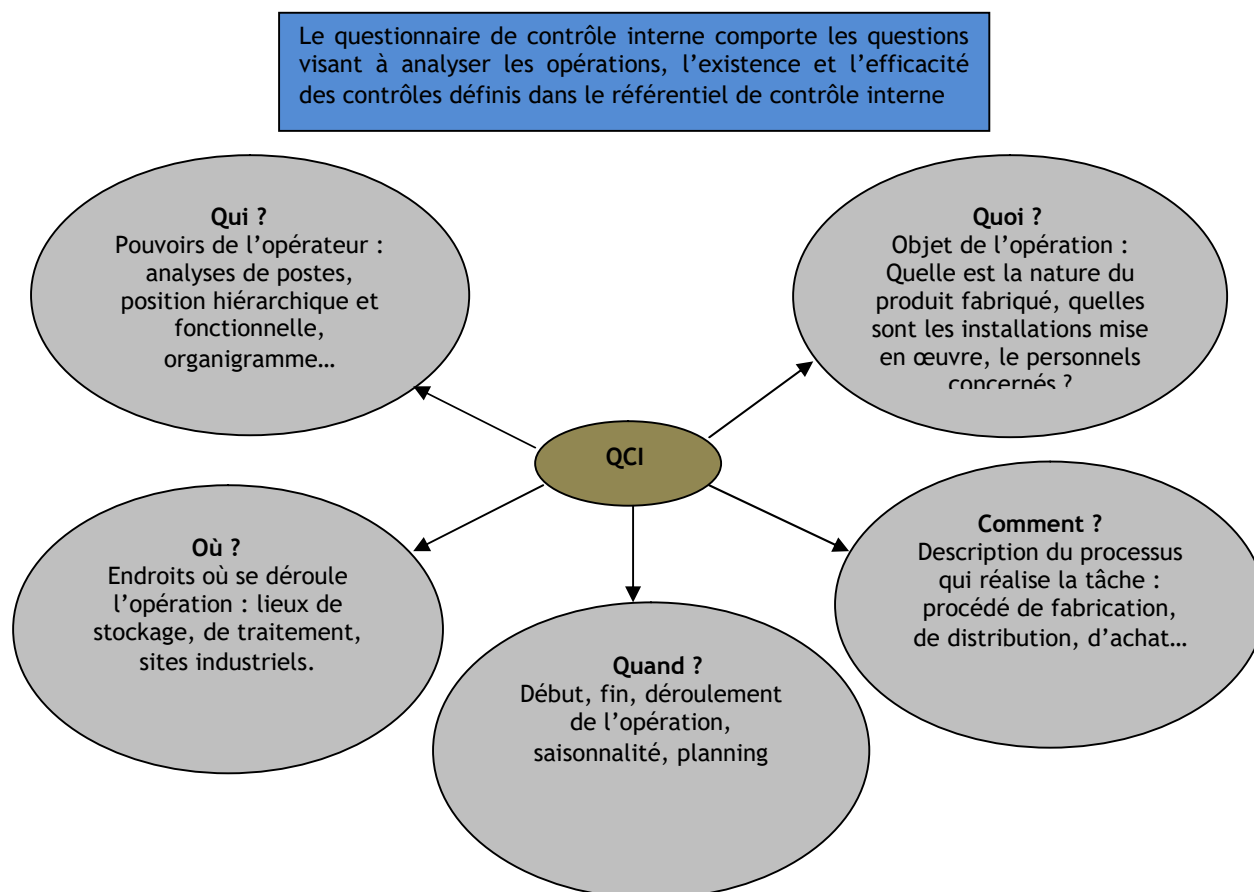 Le questionnaire de contrôle interne comporte les questions
visant à analyser les opérations, l’existence et l’efficacité
des contrôles définis dans le référentiel de contrôle interne
Qui ?
Pouvoirs de l’opérateur :
analyses de postes,
position hiérarchique et
fonctionnelle,
organigramme…
Quoi ?
Objet de l’opération :
Quelle est la nature du
produit fabriqué, quelles
sont les installations mise
en œuvre, le personnels
concernés ?
QCI
Où ?
Endroits où se déroule
l’opération : lieux de
stockage, de traitement,
sites industriels.
Quand ?
Début, fin, déroulement
de l’opération,
saisonnalité, planning
Comment ?
Description du processus
qui réalise la tâche :
procédé de fabrication,
de distribution, d’achat…